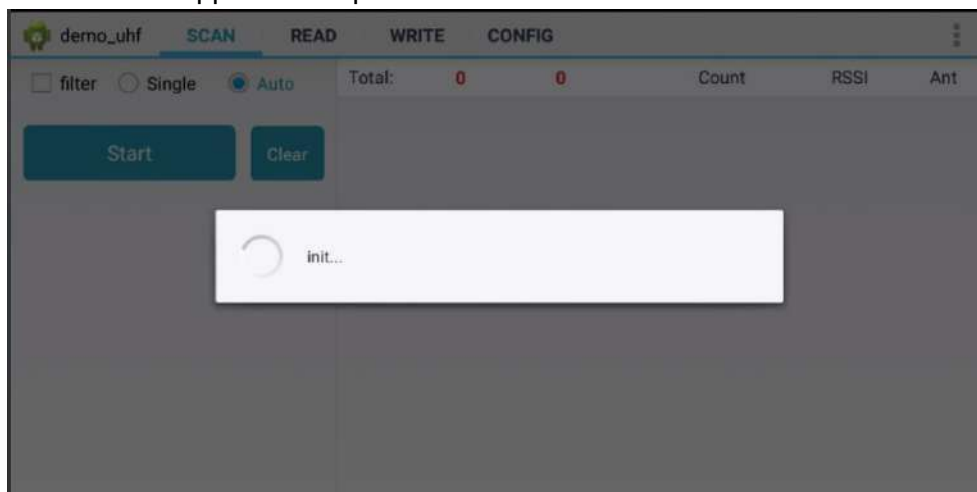 demo_uhf SCAN READ WRITE CONFIG
filter Single Auto Total: 0 0 Count RSSI Ant
Start Clear
init...